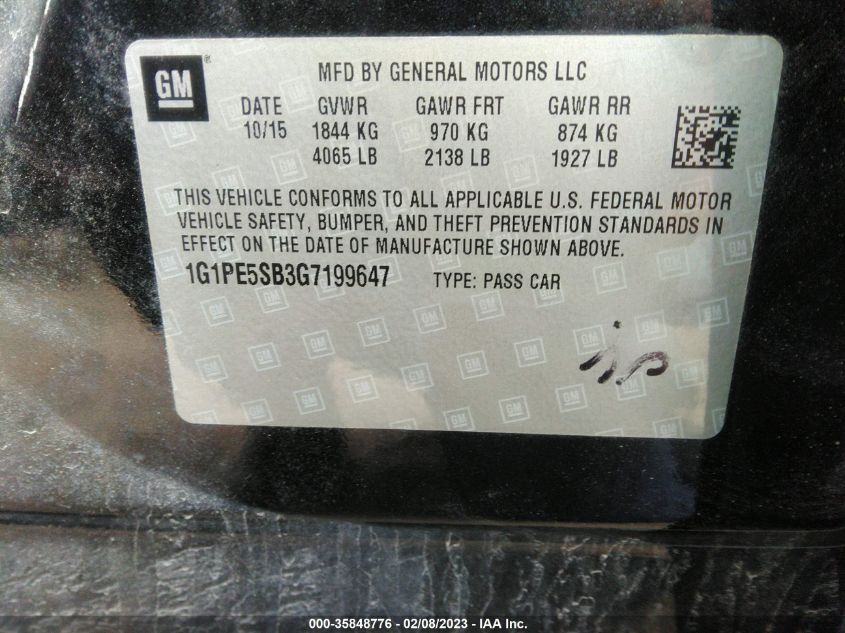 GM
MFD BY GENERAL MOTORS LLC
DATE GVWR GAWR FRT GAWR RR
10/15 1844 KG 970 KG 874 KG
4065 LB 2138 LB 1927 LB
THIS VEHICLE CONFORMS TO ALL APPLICABLE U.S. FEDERAL MOTOR
VEHICLE SAFETY, BUMPER, AND THEFT PREVENTION STANDARDS IN
EFFECT ON THE DATE OF MANUFACTURE SHOWN ABOVE.
1G1PE5SB3G7199647 TYPE: PASS CAR
000-35848776 - 02/08/2023 - IAA Inc.